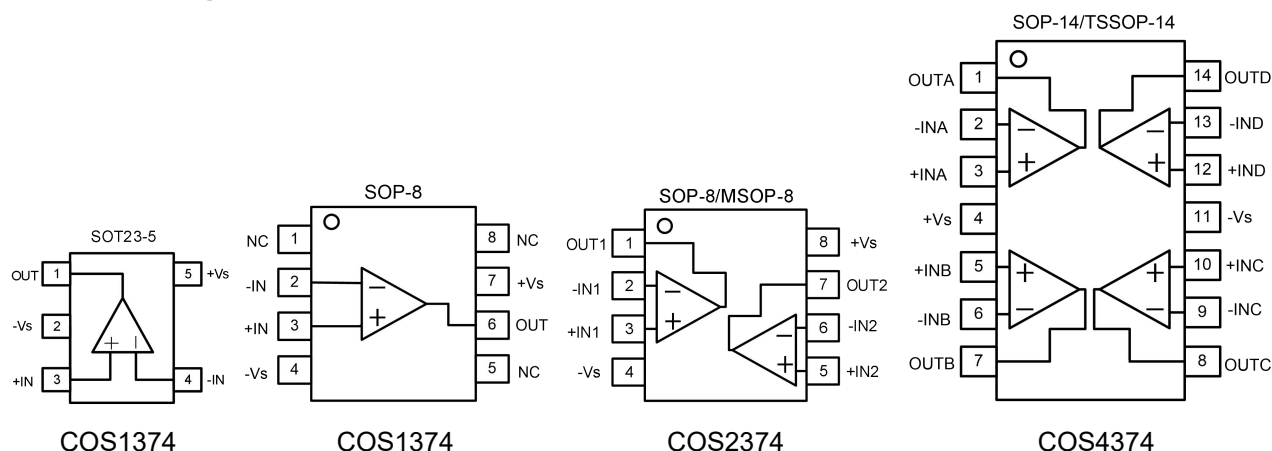 SOT23-5
OUT 1 5 +Vs
-Vs 2
+IN 3 4 -IN
+ −
COS1374
SOP-8
NC 1 8 NC
-IN 2 − 7 +Vs
+IN 3 + 6 OUT
-Vs 4 5 NC
COS1374
SOP-8/MSOP-8
OUT1 1 8 +Vs
-IN1 2 − 7 OUT2
+IN1 3 + − 6 -IN2
-Vs 4 + 5 +IN2
COS2374
SOP-14/TSSOP-14
OUTA 1 14 OUTD
-INA 2 − − 13 -IND
+INA 3 + + 12 +IND
+Vs 4 11 -Vs
+INB 5 + + 10 +INC
-INB 6 − − 9 -INC
OUTB 7 8 OUTC
COS4374